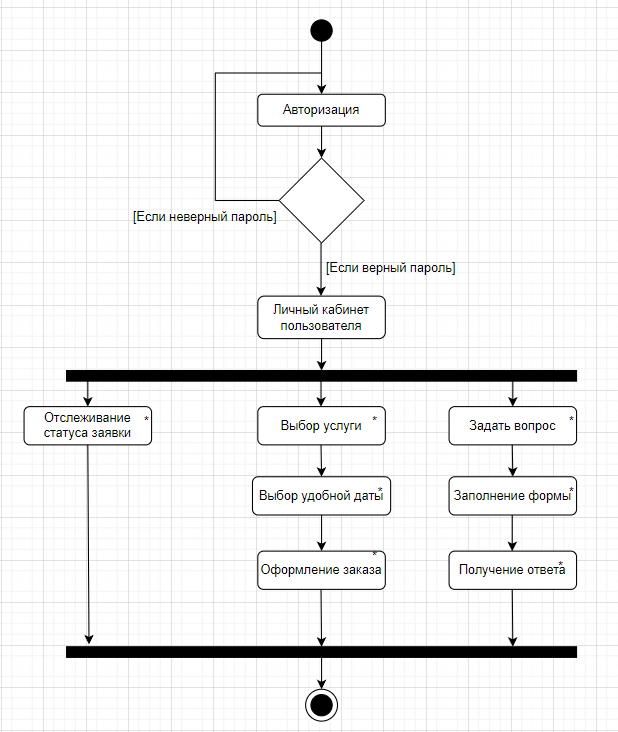 Авторизация
[Если неверный пароль]
[Если верный пароль]
Личный кабинет
пользователя
Отслеживание
статуса заявки *
Выбор услуги *
Задать вопрос *
Выбор удобной даты *
Заполнение формы *
Оформление заказа *
Получение ответа *